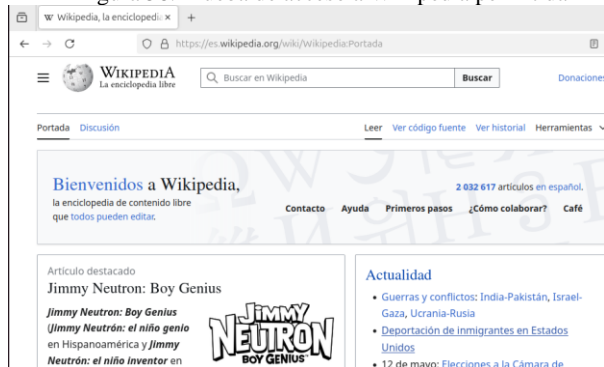 Wikipedia, la enciclopedia
https://es.wikipedia.org/wiki/Wikipedia:Portada
WIKIPEDIA
La enciclopedia libre
Buscar en Wikipedia
Buscar
Donaciones
Portada Discusión
Leer Ver código fuente Ver historial Herramientas
Bienvenidos a Wikipedia,
la enciclopedia de contenido libre
que todos pueden editar.
2 032 617 artículos en español.
Contacto Ayuda Primeros pasos ¿Cómo colaborar? Café
Artículo destacado
Jimmy Neutron: Boy Genius
Jimmy Neutron: Boy Genius
(Jimmy Neutrón: el niño genio
en Hispanoamérica y Jimmy
Neutrón: el niño inventor en
JIMMY
NEUTRON
BOY GENIUS
Actualidad
• Guerras y conflictos: India-Pakistán, Israel-
Gaza, Ucrania-Rusia
• Deportación de inmigrantes en Estados
Unidos
• 12 de mayo: Elecciones a la Cámara de